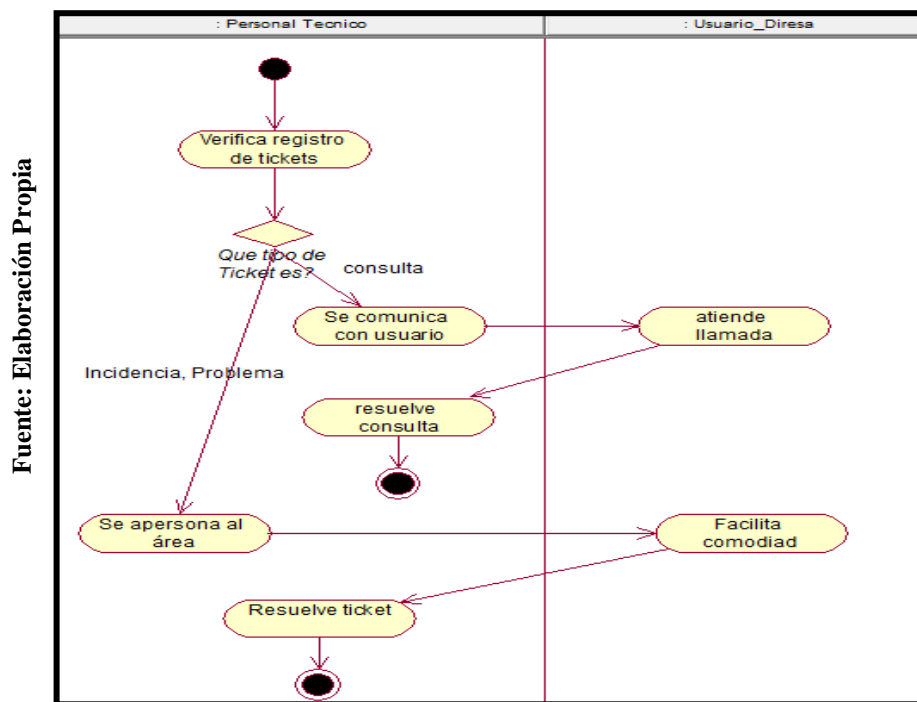 : Personal Tecnico
: Usuario_Diresa
Verifica registro
de tickets
Que tipo de
Ticket es?
consulta
Se comunica
con usuario
atiende
llamada
Incidencia, Problema
resuelve
consulta
Se apersona al
área
Facilita
comodiad
Resuelve ticket
Fuente: Elaboración Propia